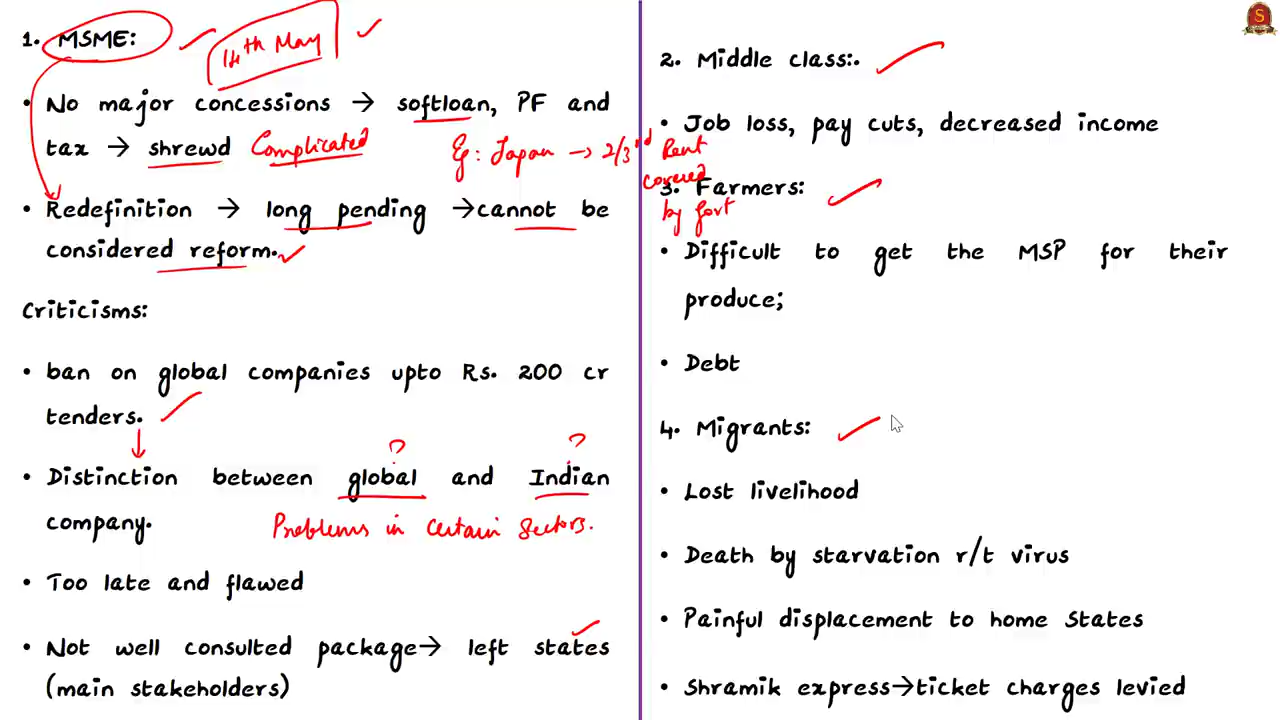 1. MSME:
14th May
• No major concessions → softloan, PF and
tax → shrewd Complicated
Eg: Japan → 2/3rd Rent
covered
by Govt
• Redefinition → long pending →cannot be
considered reform.
Criticisms:
• ban on global companies upto Rs. 200 cr
tenders.
? ?
• Distinction between global and Indian
company.
Problems in Certain Sectors.
• Too late and flawed
• Not well consulted package→ left states
(main stakeholders)
2. Middle class:.
• Job loss, pay cuts, decreased income
3. Farmers:
• Difficult to get the MSP for their
produce;
• Debt
4. Migrants:
• Lost livelihood
• Death by starvation r/t virus
• Painful displacement to home States
• Shramik express→ticket charges levied